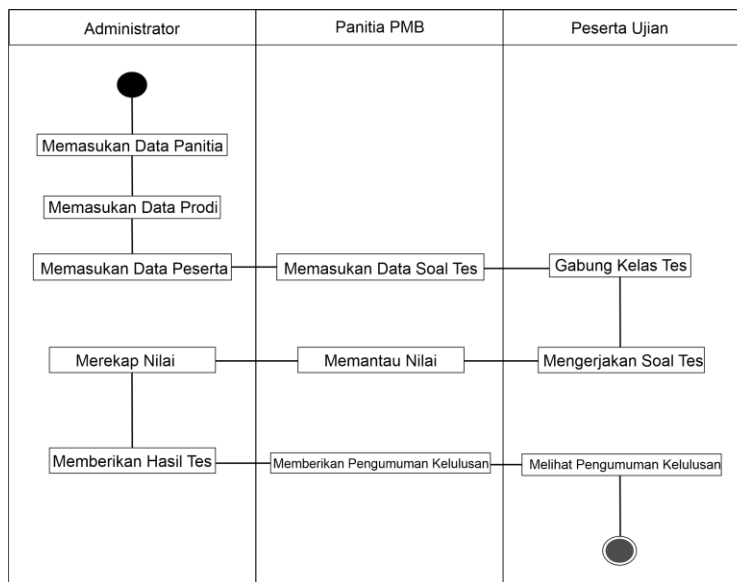 Administrator
Panitia PMB
Peserta Ujian
Memasukan Data Panitia
Memasukan Data Prodi
Memasukan Data Peserta
Memasukan Data Soal Tes
Gabung Kelas Tes
Merekap Nilai
Memantau Nilai
Mengerjakan Soal Tes
Memberikan Hasil Tes
Memberikan Pengumuman Kelulusan
Melihat Pengumuman Kelulusan